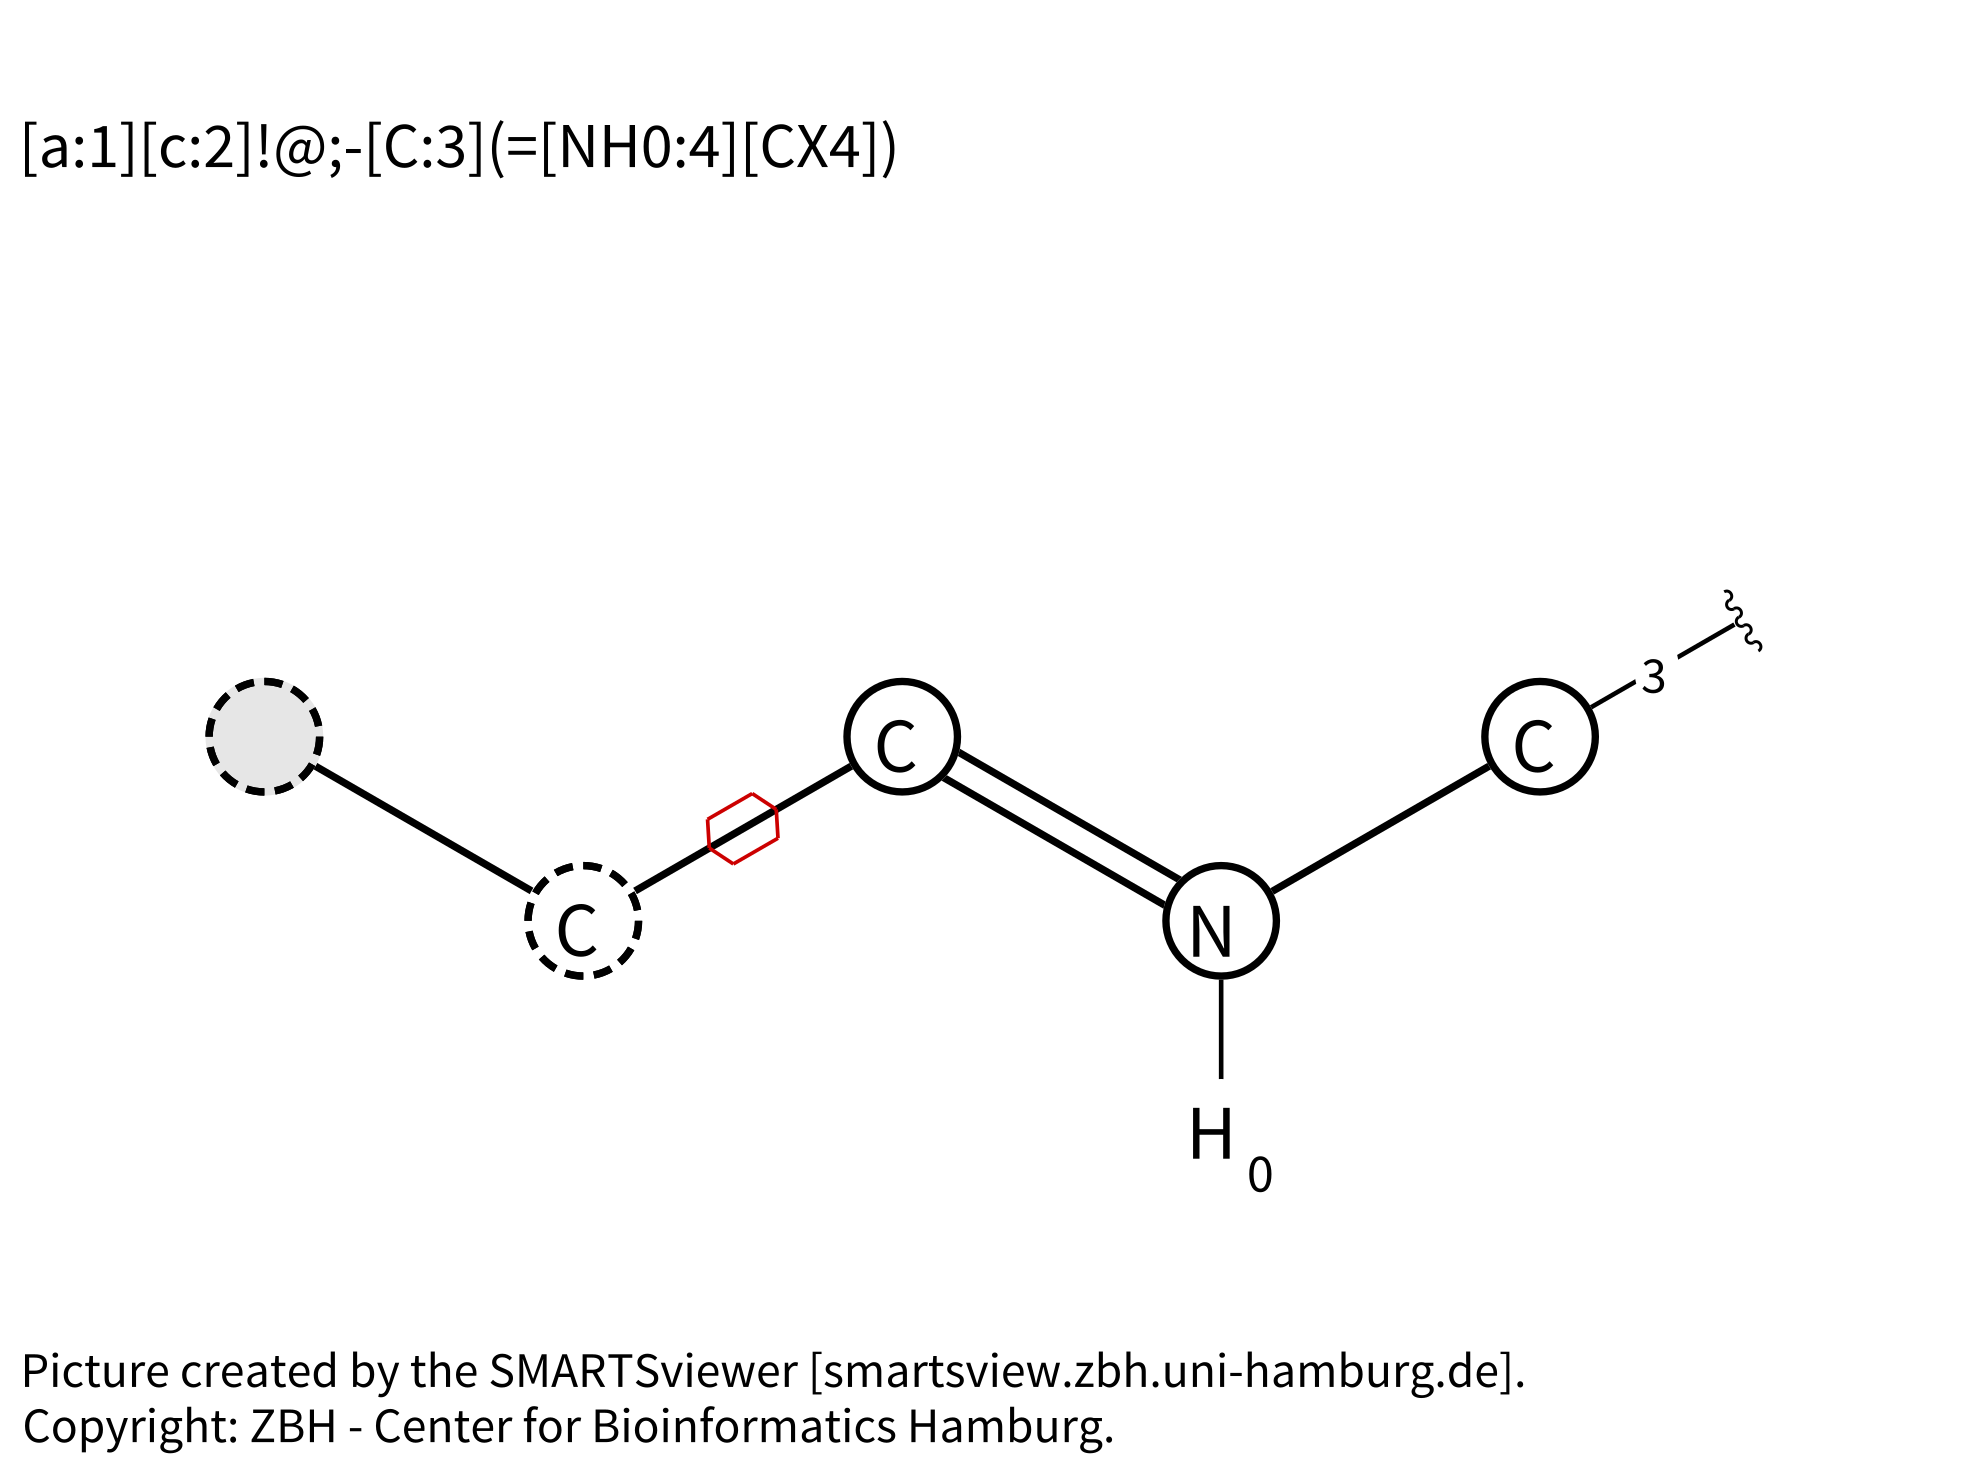 [a:1][c:2]!@;-[C:3](=[NH0:4][CX4])
3
C
C
C
N
H
0
Picture created by the SMARTSviewer [smartsview.zbh.uni-hamburg.de].
Copyright: ZBH - Center for Bioinformatics Hamburg.